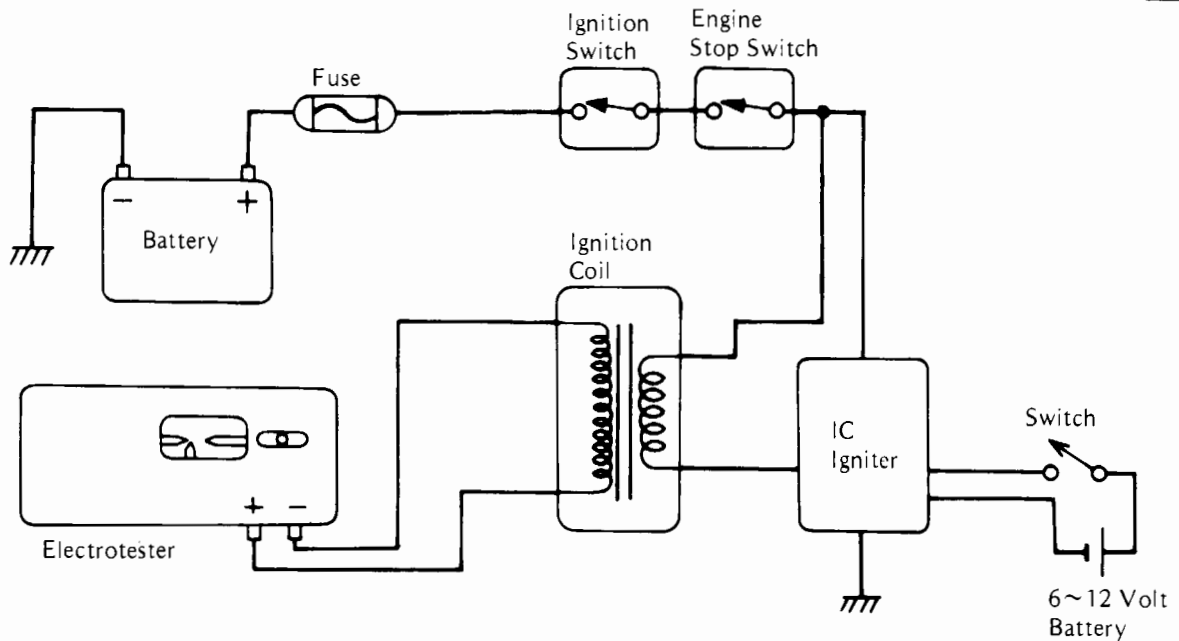 Ignition
Switch
Engine
Stop Switch
Fuse
- +
Battery
Ignition
Coil
IC
Igniter
Switch
+ -
Electrotester
6~12 Volt
Battery